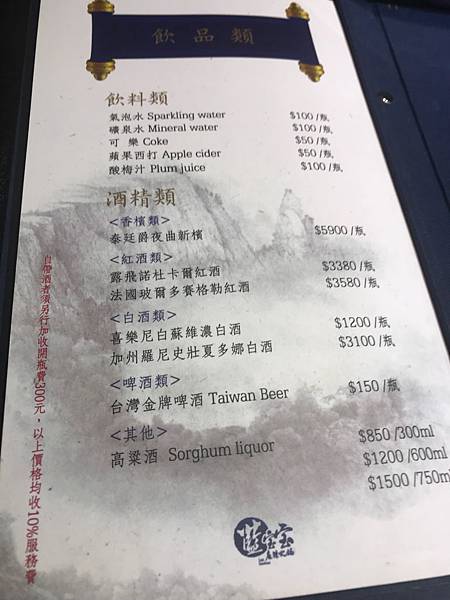 飲品類
飲料類
氣泡水 Sparkling water $100 /瓶
礦泉水 Mineral water $100 /瓶
可 樂 Coke $50 /瓶
蘋果西打 Apple cider $50 /瓶
酸梅汁 Plum juice $100 /瓶
酒精類
<香檳類>
泰廷爵夜曲新檳 $5900 /瓶
<紅酒類>
露飛諾杜卡爾紅酒 $3380 /瓶
法國玻爾多賽格勒紅酒 $3580 /瓶
<白酒類>
喜樂尼白蘇維濃白酒 $1200 /瓶
加州羅尼史壯夏多娜白酒 $3100 /瓶
<啤酒類>
台灣金牌啤酒 Taiwan Beer $150 /瓶
<其他>
高粱酒 Sorghum liquor $850 /300ml
$1200 /600ml
$1500 /750ml
自帶酒者須另行加收開瓶費300元，以上價格均收10%服務費